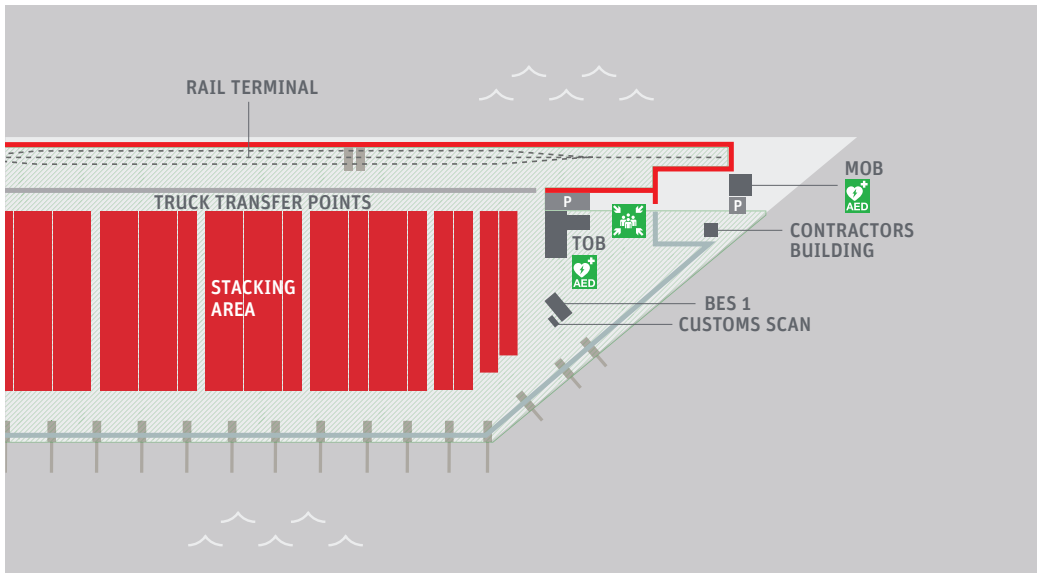 RAIL TERMINAL
MOB
AED
P
TRUCK TRANSFER POINTS
P
CONTRACTORS
BUILDING
TOB
AED
STACKING
AREA
BES 1
CUSTOMS SCAN